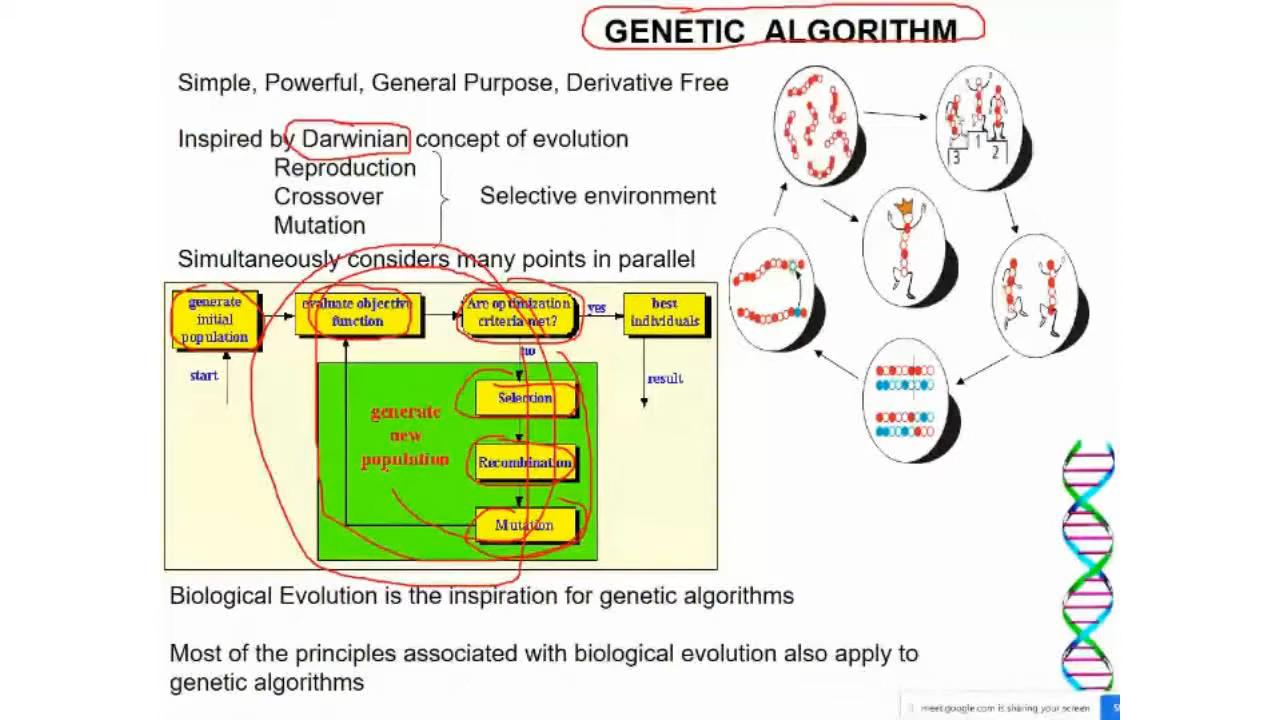 GENETIC ALGORITHM
Simple, Powerful, General Purpose, Derivative Free
Inspired by Darwinian concept of evolution
Reproduction
Crossover
Mutation
Selective environment
Simultaneously considers many points in parallel
generate
initial
population
evaluate objective
function
Are optimization
criteria met?
yes
best
individuals
no
start
result
generate
new
population
Selection
Recombination
Mutation
1
2
3
Biological Evolution is the inspiration for genetic algorithms
Most of the principles associated with biological evolution also apply to
genetic algorithms
meet.google.com is sharing your screen